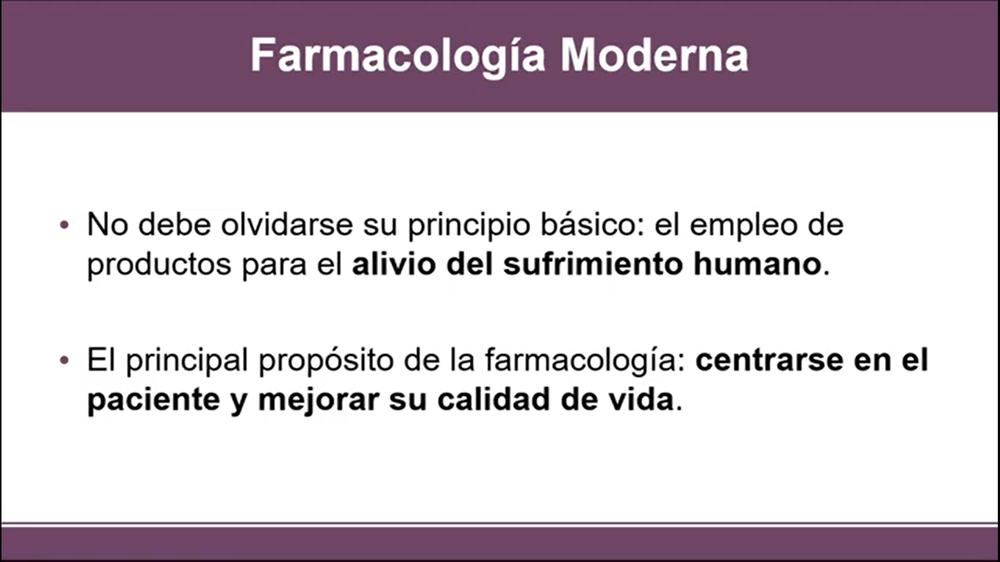 Farmacología Moderna
• No debe olvidarse su principio básico: el empleo de
productos para el alivio del sufrimiento humano.
• El principal propósito de la farmacología: centrarse en el
paciente y mejorar su calidad de vida.